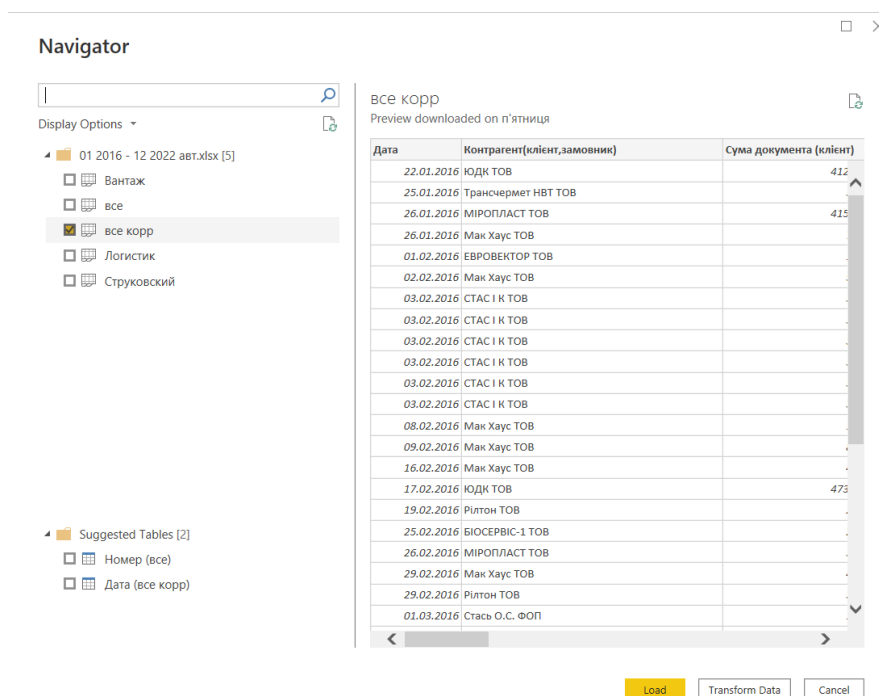 Navigator
Display Options
01 2016 - 12 2022 авт.xlsx [5]
Вантаж
все
все корр
Логистик
Струковский
Suggested Tables [2]
Номер (все)
Дата (все корр)
все корр
Preview downloaded on п'ятниця
Дата Контрагент(клієнт,замовник) Сума документа (клієнт)
22.01.2016 ЮДК ТОВ 412
25.01.2016 Трансчермет НВТ ТОВ
26.01.2016 МІРОПЛАСТ ТОВ 415
26.01.2016 Мак Хаус ТОВ
01.02.2016 ЕВРОВЕКТОР ТОВ
02.02.2016 Мак Хаус ТОВ
03.02.2016 СТАС І К ТОВ
03.02.2016 СТАС І К ТОВ
03.02.2016 СТАС І К ТОВ
03.02.2016 СТАС І К ТОВ
03.02.2016 СТАС І К ТОВ
03.02.2016 СТАС І К ТОВ
08.02.2016 Мак Хаус ТОВ
09.02.2016 Мак Хаус ТОВ
16.02.2016 Мак Хаус ТОВ
17.02.2016 ЮДК ТОВ 473
19.02.2016 Рілтон ТОВ
25.02.2016 БІОСЕРВІС-1 ТОВ
26.02.2016 МІРОПЛАСТ ТОВ
29.02.2016 Мак Хаус ТОВ
29.02.2016 Рілтон ТОВ
01.03.2016 Стась О.С. ФОП
Load Transform Data Cancel